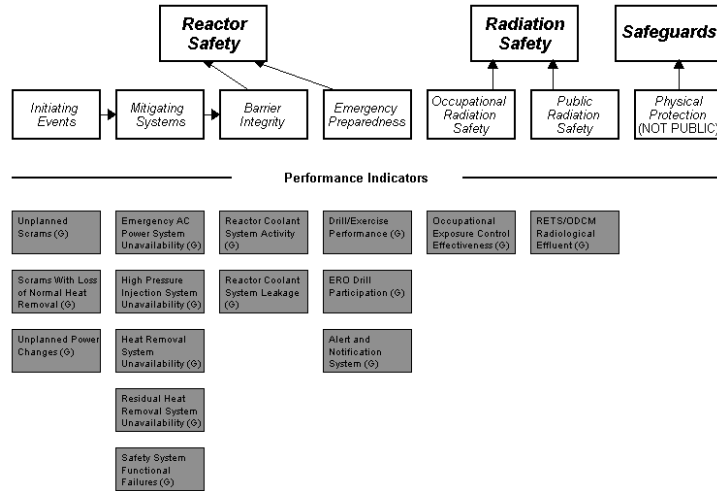 Reactor
Safety
Radiation
Safety
Safeguards
Initiating
Events
Mitigating
Systems
Barrier
Integrity
Emergency
Preparedness
Occupational
Radiation
Safety
Public
Radiation
Safety
Physical
Protection
(NOT PUBLIC)
Performance Indicators
Unplanned
Scrams (G)
Emergency AC
Power System
Unavailability (G)
Reactor Coolant
System Activity (G)
Drill/Exercise
Performance (G)
Occupational
Exposure Control
Effectiveness (G)
RETS/ODCM
Radiological
Effluent (G)
Scrams With Loss
of Normal Heat
Removal (G)
High Pressure
Injection System
Unavailability (G)
Reactor Coolant
System Leakage (G)
ERO Drill
Participation (G)
Unplanned Power
Changes (G)
Heat Removal
System
Unavailability (G)
Alert and
Notification
System (G)
Residual Heat
Removal System
Unavailability (G)
Safety System
Functional
Failures (G)